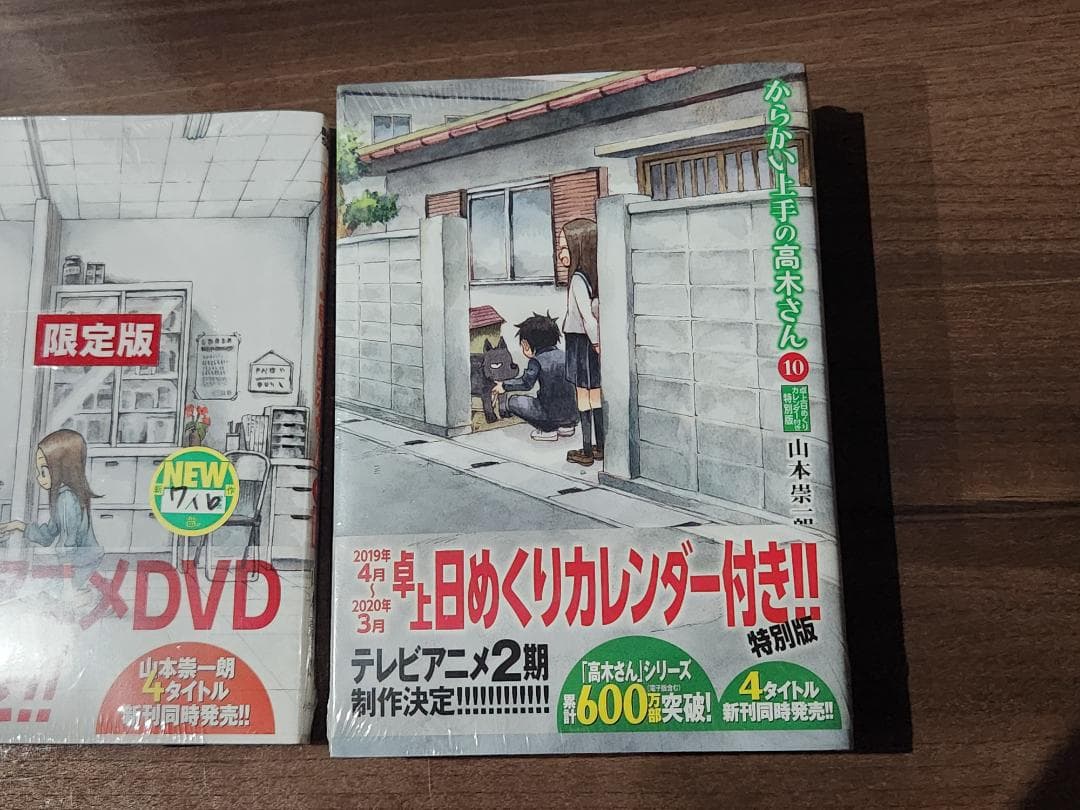 限定版
NEW
新
作
ニメDVD
!!
山本崇一朗
4タイトル
新刊同時発売!!
からかい上手の高木さん
10
卓上日めくり
カレンダー付き
特別版
山本崇一朗
2019年
4月
〜
2020年
3月
卓上日めくりカレンダー付き!!
特別版
テレビアニメ2期
制作決定!!!!!!!!!!!!
「高木さん」シリーズ
累計600万部突破!
(電子版含む)
4タイトル
新刊同時発売!!